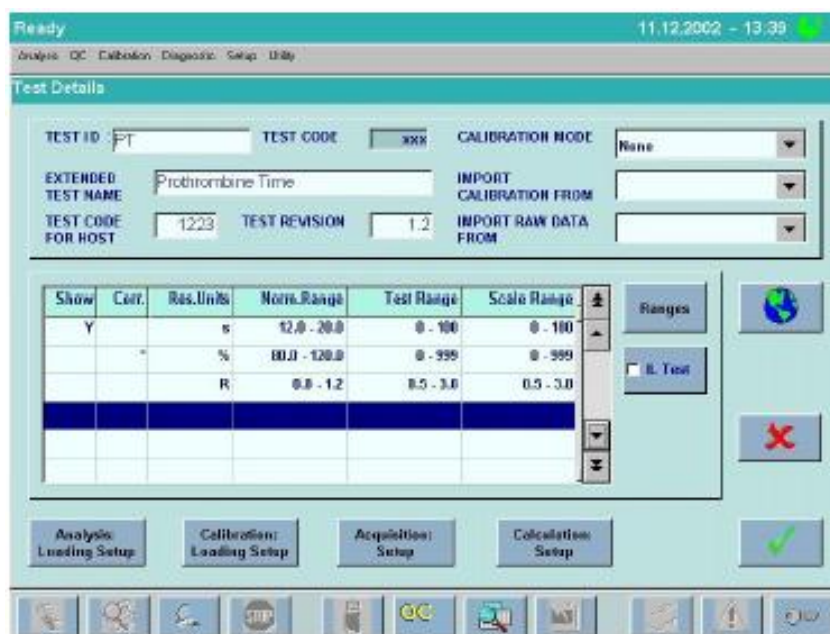 Ready 11.12.2002 - 13:39
Analysis QC Calibration Diagnostic Setup Utility
Test Details
TEST ID PT TEST CODE xxx CALIBRATION MODE None
EXTENDED TEST NAME Prothrombine Time IMPORT CALIBRATION FROM
TEST CODE FOR HOST 1223 TEST REVISION 1.2 IMPORT RAW DATA FROM
Show Corr. Res.Units Norm.Range Test Range Scale Range Ranges
Y s 12.0 - 20.0 0 - 100 0 - 100
* % 80.0 - 120.0 0 - 999 0 - 999
IL Test
R 0.8 - 1.2 0.5 - 3.0 0.5 - 3.0
Analysis: Loading Setup
Calibration: Loading Setup
Acquisition: Setup
Calculation: Setup
STOP QC